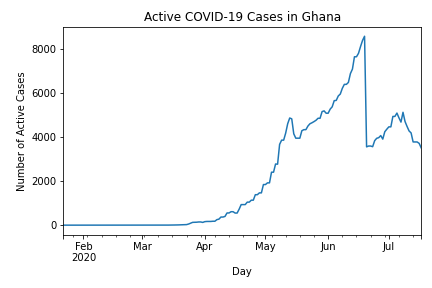 Active COVID-19 Cases in Ghana
Number of Active Cases
8000
6000
4000
2000
0
Feb Mar Apr May Jun Jul
2020
Day